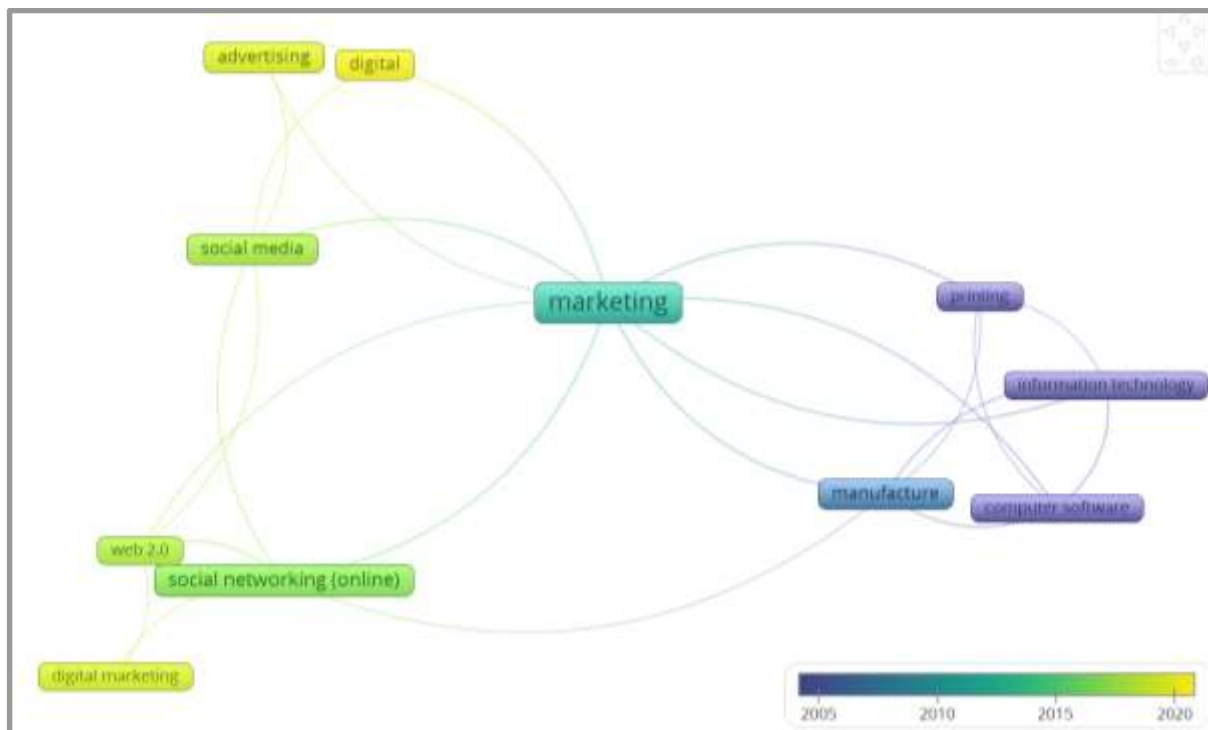 advertising
digital
social media
marketing
printing
information technology
manufacture
computer software
web 2.0
social networking (online)
digital marketing
2005 2010 2015 2020